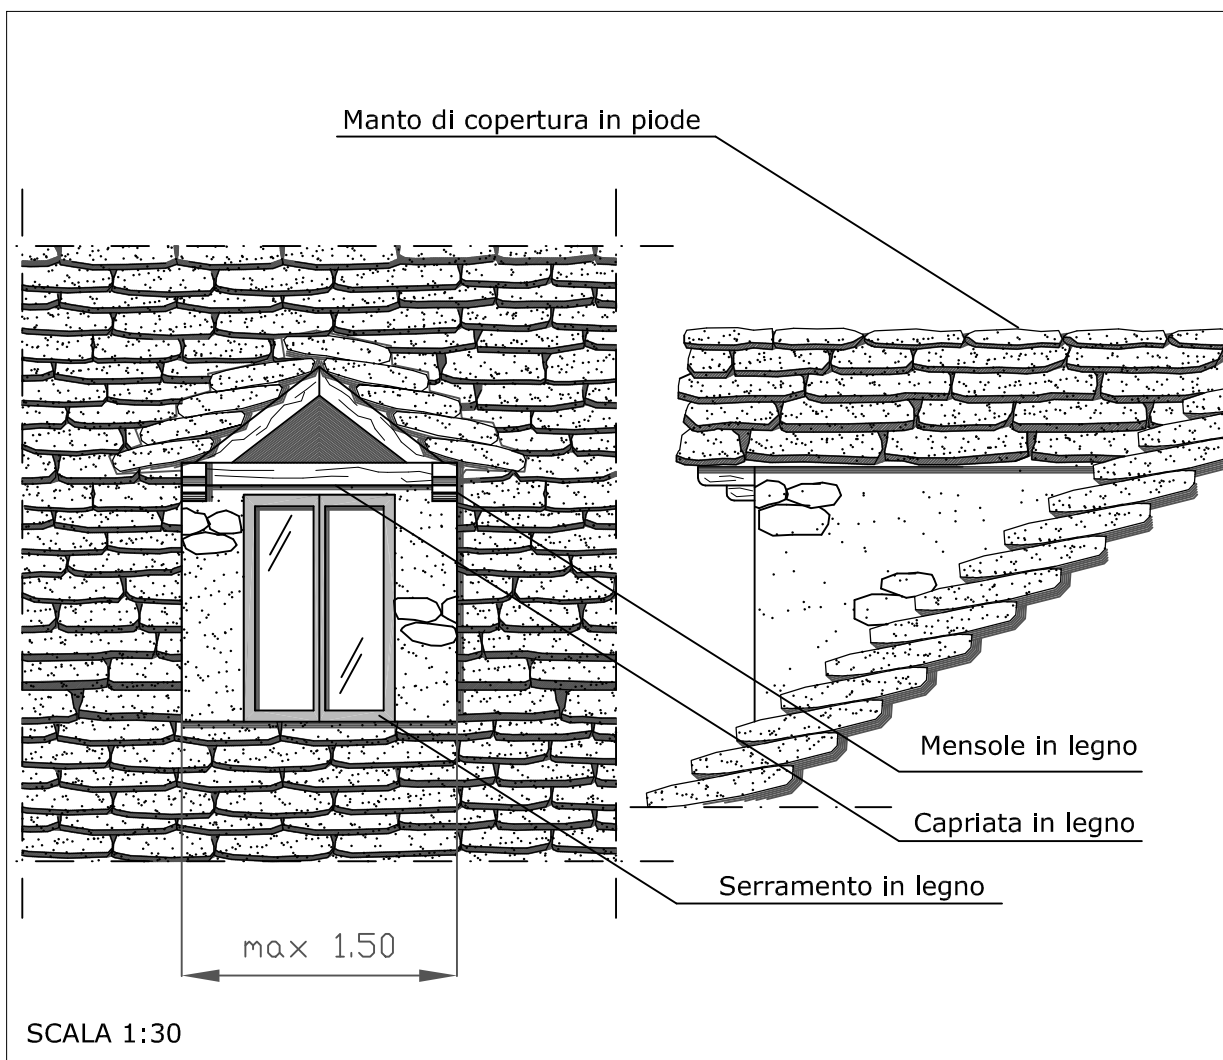 Manto di copertura in piode
Mensole in legno
Capriata in legno
Serramento in legno
max 1.50
SCALA 1:30